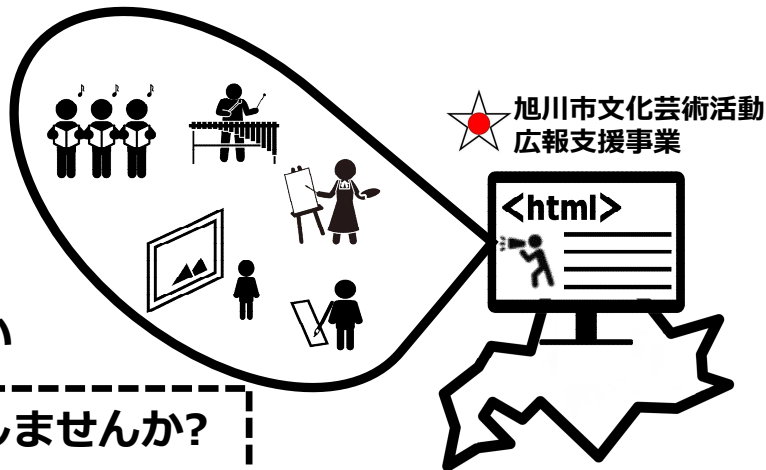 旭川市文化芸術活動
広報支援事業
<html>
い
しませんか?